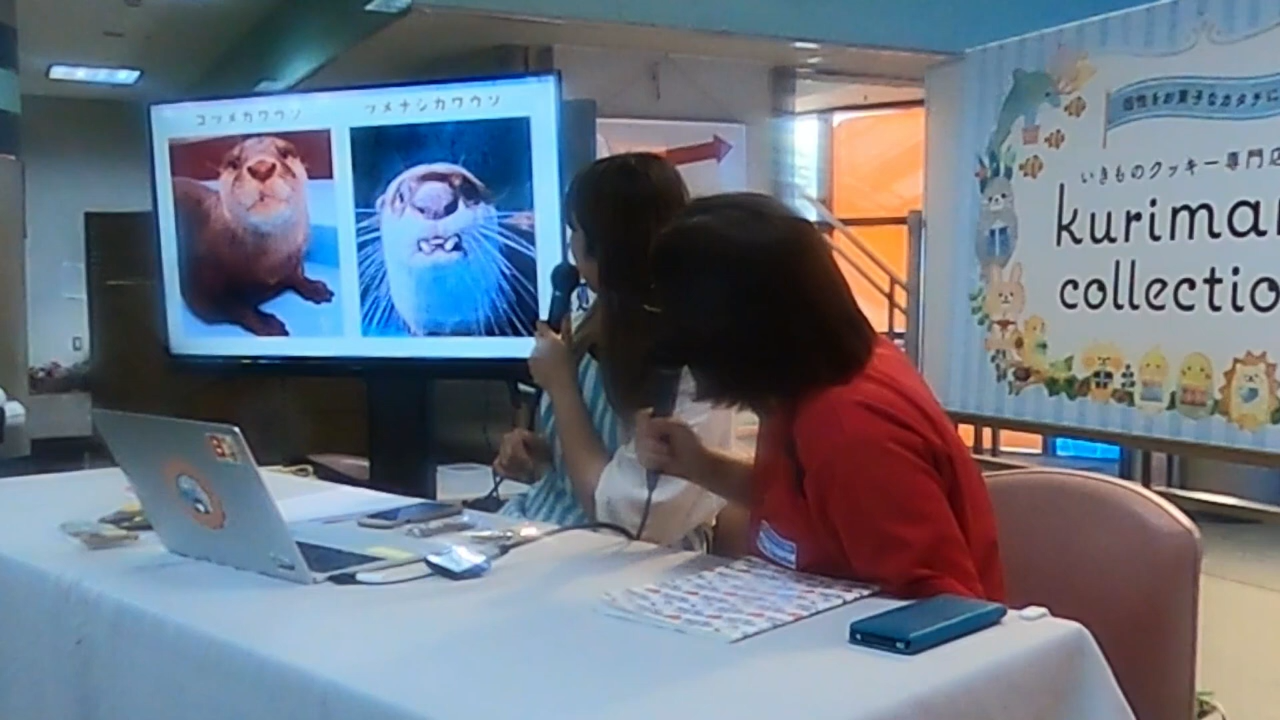 コツメカワウソ
ツメナシカワウソ
個性をお菓子なカタチに
いきものクッキー専門店
kurimar
collectio